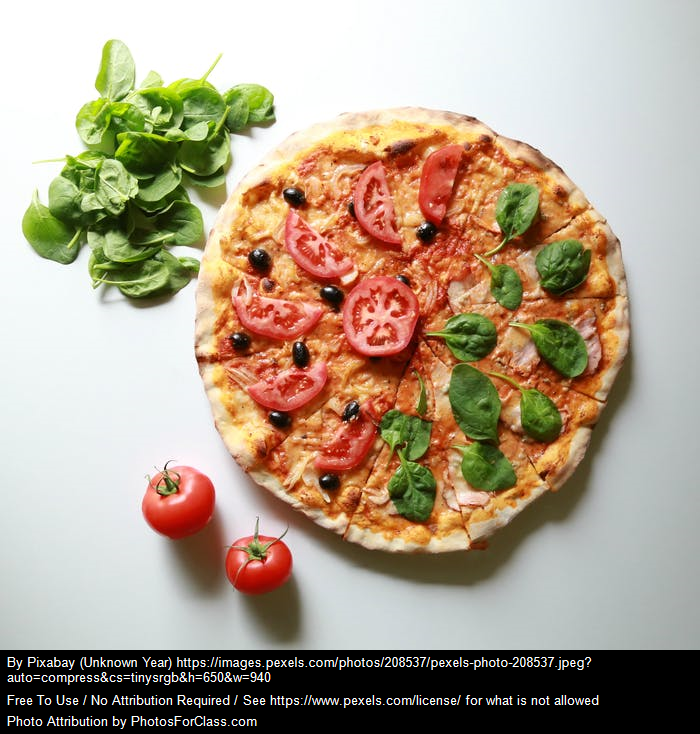 By Pixabay (Unknown Year) https://images.pexels.com/photos/208537/pexels-photo-208537.jpeg?
auto=compress&cs=tinysrgb&h=650&w=940
Free To Use / No Attribution Required / See https://www.pexels.com/license/ for what is not allowed
Photo Attribution by PhotosForClass.com